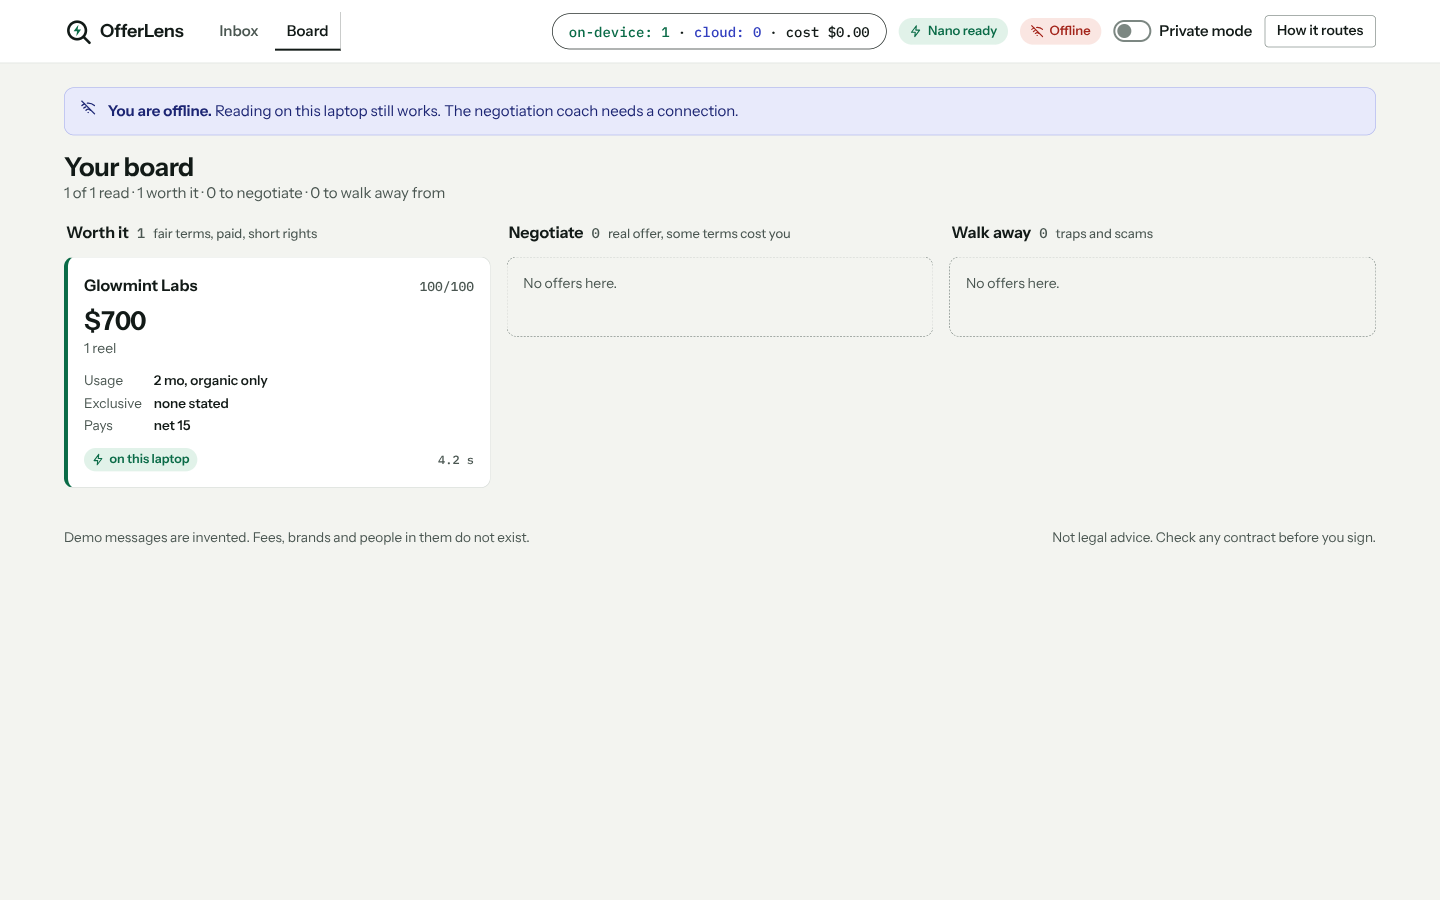 OfferLens Inbox Board on-device: 1 · cloud: 0 · cost $0.00 Nano ready Offline Private mode How it routes
You are offline. Reading on this laptop still works. The negotiation coach needs a connection.
Your board
1 of 1 read · 1 worth it · 0 to negotiate · 0 to walk away from
Worth it 1 fair terms, paid, short rights
Negotiate 0 real offer, some terms cost you
Walk away 0 traps and scams
Glowmint Labs 100/100
$700
1 reel
Usage 2 mo, organic only
Exclusive none stated
Pays net 15
on this laptop 4.2 s
No offers here.
No offers here.
Demo messages are invented. Fees, brands and people in them do not exist.
Not legal advice. Check any contract before you sign.